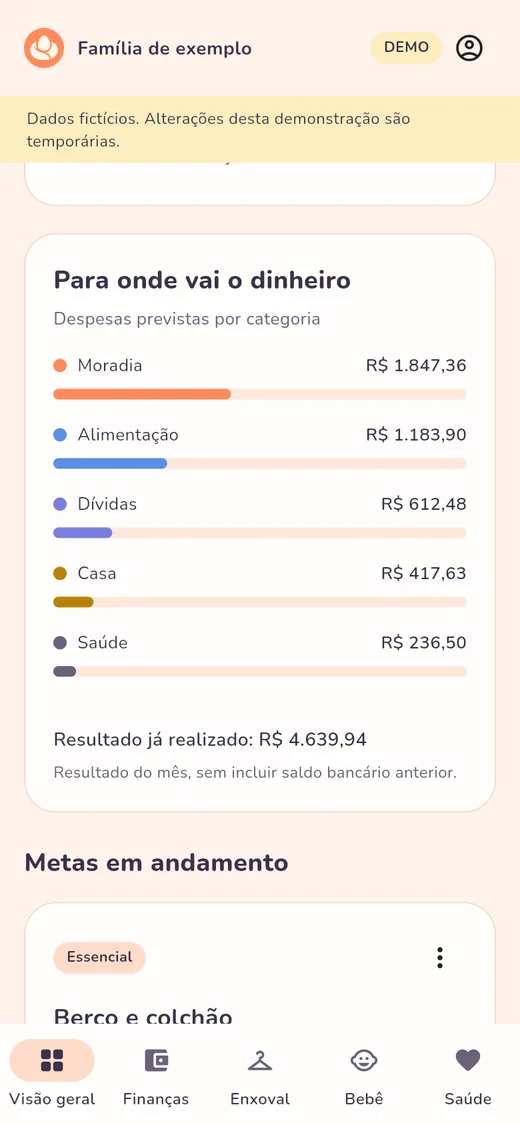 Família de exemplo
DEMO
Dados fictícios. Alterações desta demonstração são
temporárias.
Para onde vai o dinheiro
Despesas previstas por categoria
Moradia R$ 1.847,36
Alimentação R$ 1.183,90
Dívidas R$ 612,48
Casa R$ 417,63
Saúde R$ 236,50
Resultado já realizado: R$ 4.639,94
Resultado do mês, sem incluir saldo bancário anterior.
Metas em andamento
Essencial
Berço e colchão
Visão geral Finanças Enxoval Bebê Saúde